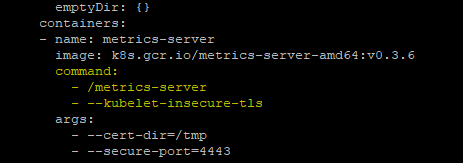 emptyDir: {}
containers:
- name: metrics-server
image: k8s.gcr.io/metrics-server-amd64:v0.3.6
command:
- /metrics-server
- --kubelet-insecure-tls
args:
- --cert-dir=/tmp
- --secure-port=4443